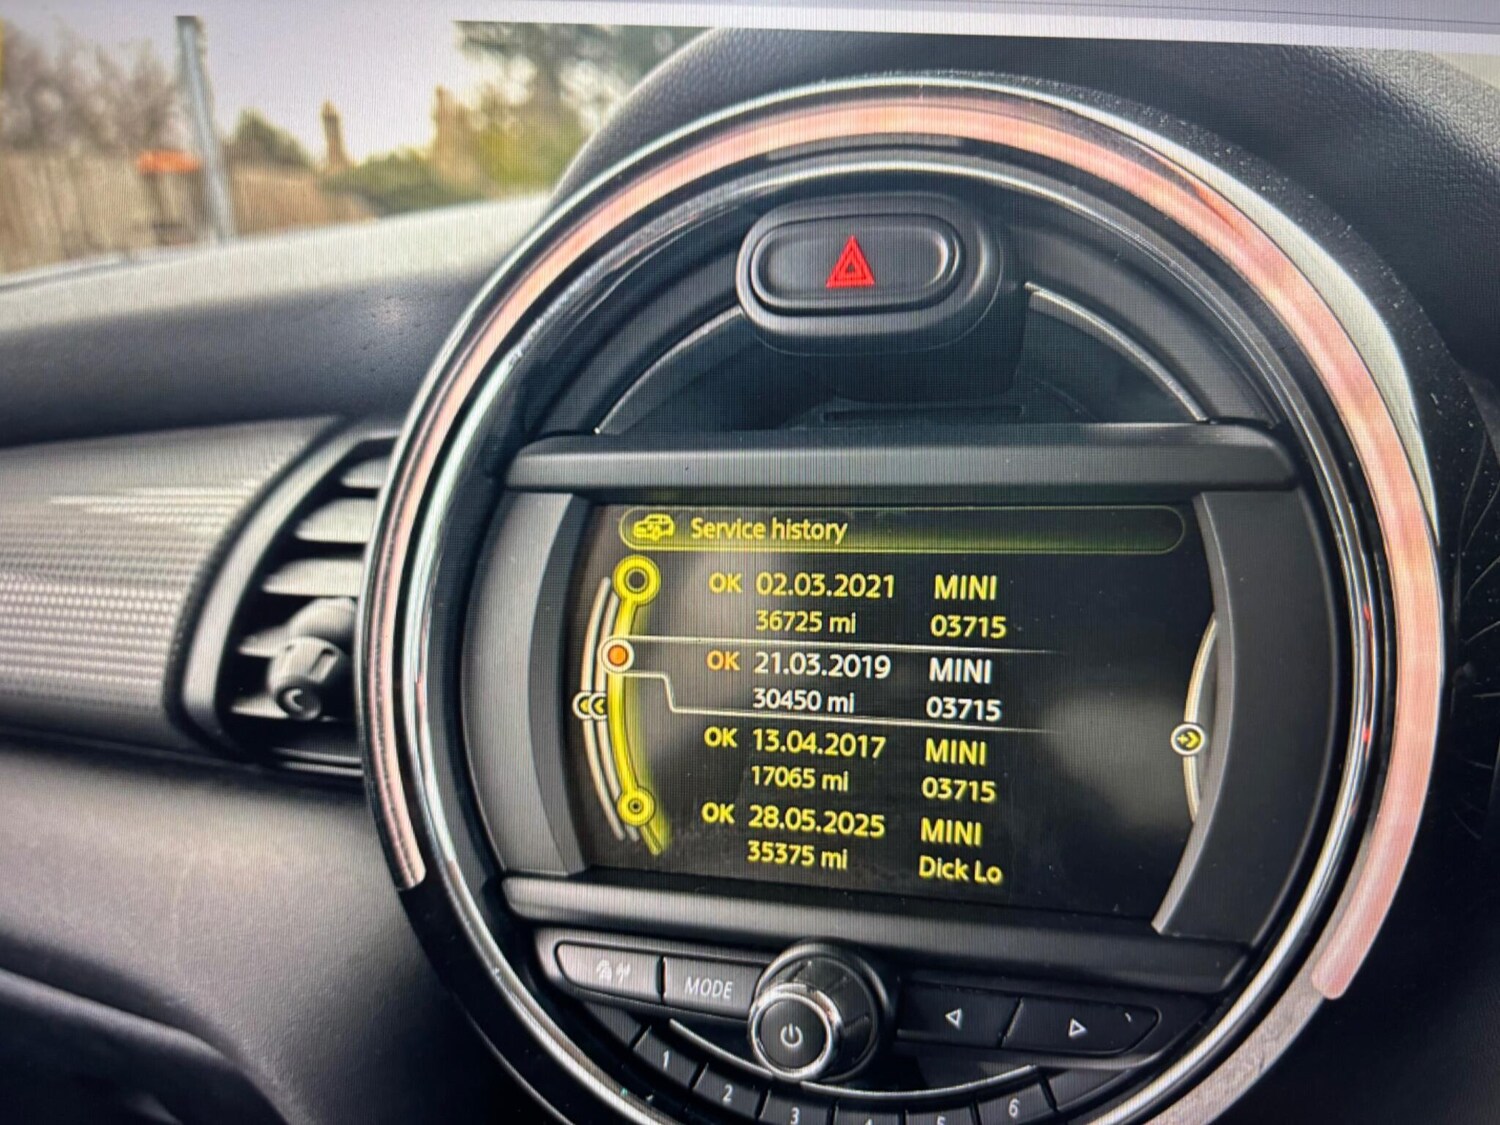 Service history
OK 02.03.2021 MINI
36725 mi 03715
OK 21.03.2019 MINI
30450 mi 03715
OK 13.04.2017 MINI
17065 mi 03715
OK 28.05.2025 MINI
35375 mi Dick Lo
MODE
1
2
3
4
5
6